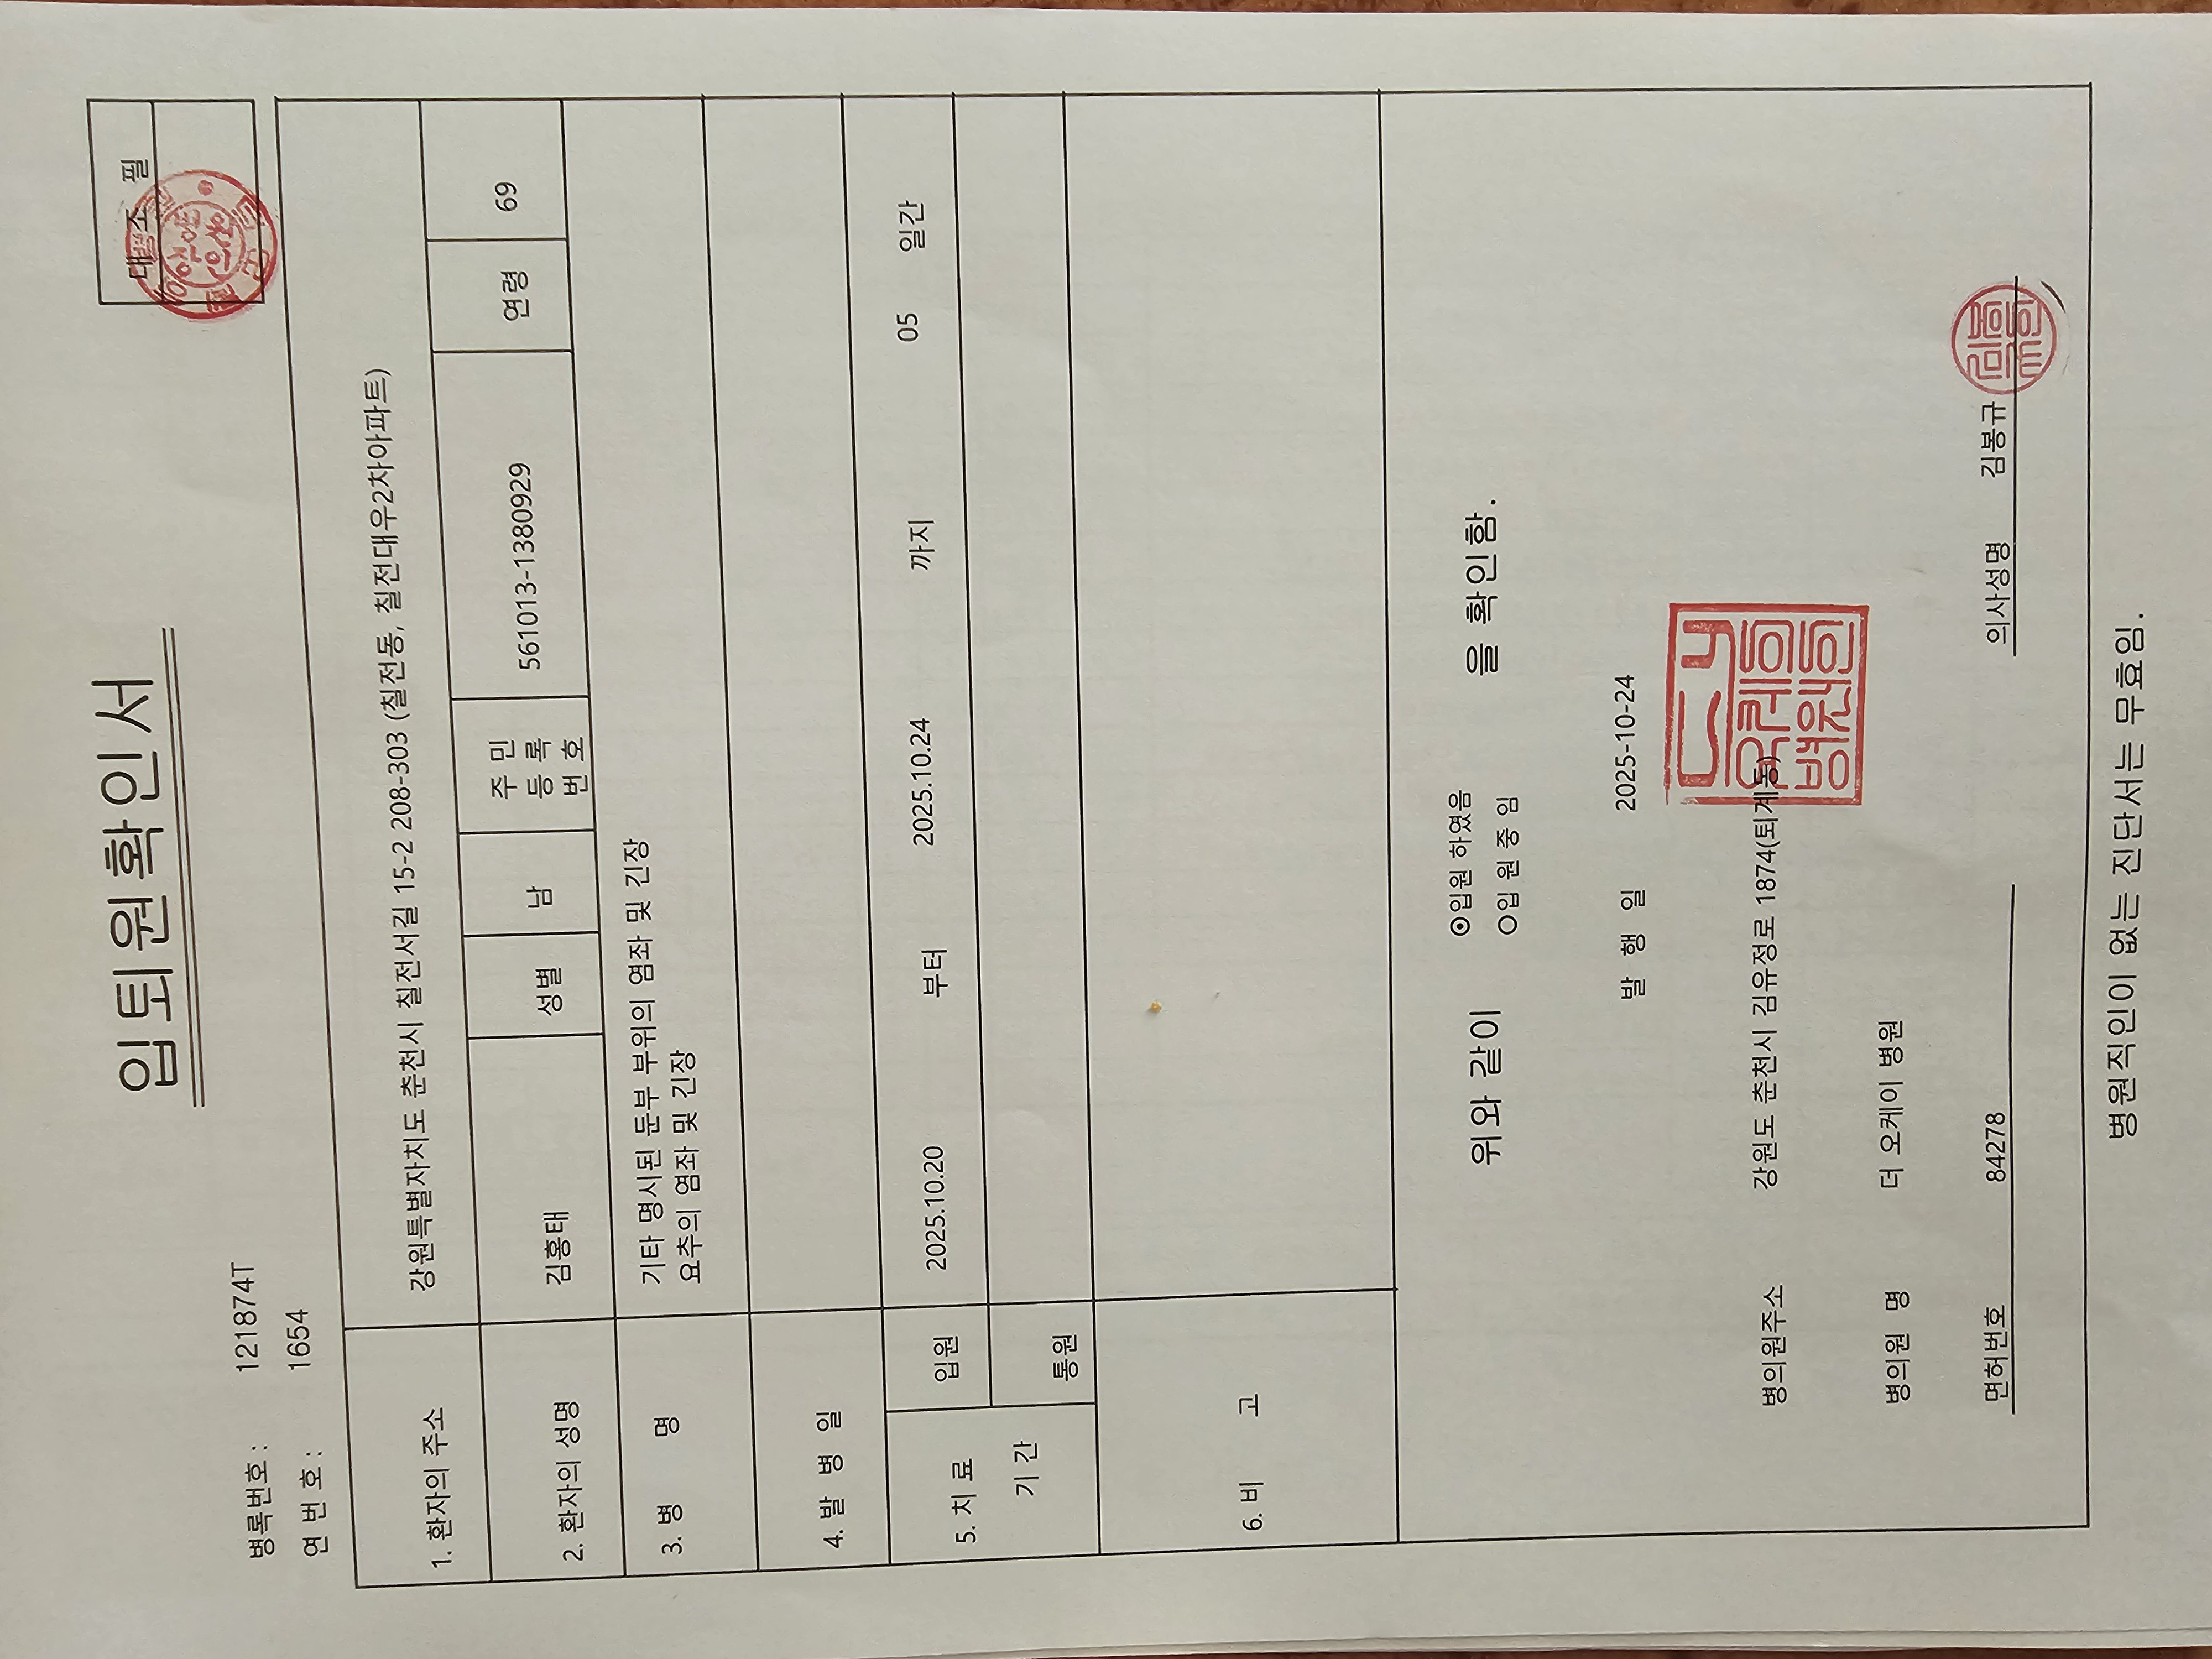 입퇴원확인서
대 소 필
원본대조필
병록번호 : 121874T
연 번 호 : 1654
1. 환자의 주소 강원특별자치도 춘천시 칠전서길 15-2 208-303 (칠전동, 칠전대우2차아파트)
2. 환자의 성명 김홍태 성별 남 주 민 등 록 번 호 561013-1380929 연령 69
3. 병 명 기타 명시된 둔부 부위의 염좌 및 긴장
요추의 염좌 및 긴장
4. 발 병 일
5. 치 료 기 간 입원 2025.10.20 부터 2025.10.24 까지 05 일간
통원
6. 비 고
위와 같이 ⊙입원 하였음 을 확인함.
○입 원 중 임
발 행 일 2025-10-24
병의원주소 강원도 춘천시 김유정로 1874(퇴계동)
병의원 명 더 오케이 병원
면허번호 84278 의사성명 김봉규
병원직인이 없는 진단서는 무효임.